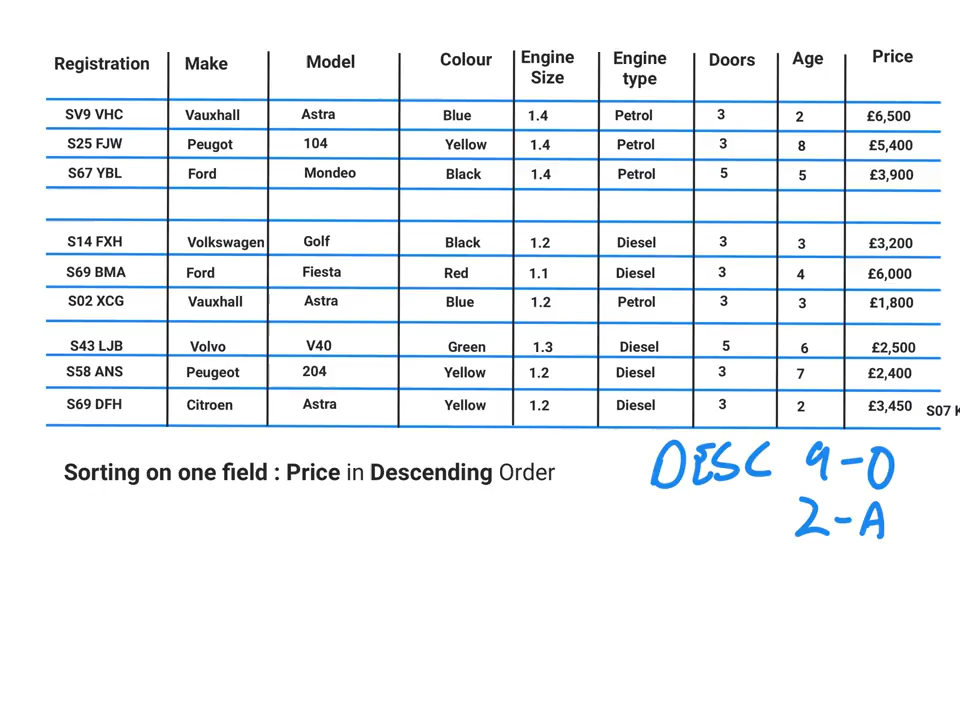 Registration Make Model Colour Engine Size Engine type Doors Age Price
SV9 VHC Vauxhall Astra Blue 1.4 Petrol 3 2 £6,500
S25 FJW Peugot 104 Yellow 1.4 Petrol 3 8 £5,400
S67 YBL Ford Mondeo Black 1.4 Petrol 5 5 £3,900
S14 FXH Volkswagen Golf Black 1.2 Diesel 3 3 £3,200
S69 BMA Ford Fiesta Red 1.1 Diesel 3 4 £6,000
S02 XCG Vauxhall Astra Blue 1.2 Petrol 3 3 £1,800
S43 LJB Volvo V40 Green 1.3 Diesel 5 6 £2,500
S58 ANS Peugeot 204 Yellow 1.2 Diesel 3 7 £2,400
S69 DFH Citroen Astra Yellow 1.2 Diesel 3 2 £3,450 S07
Sorting on one field : Price in Descending Order
DESC 9-0
Z-A